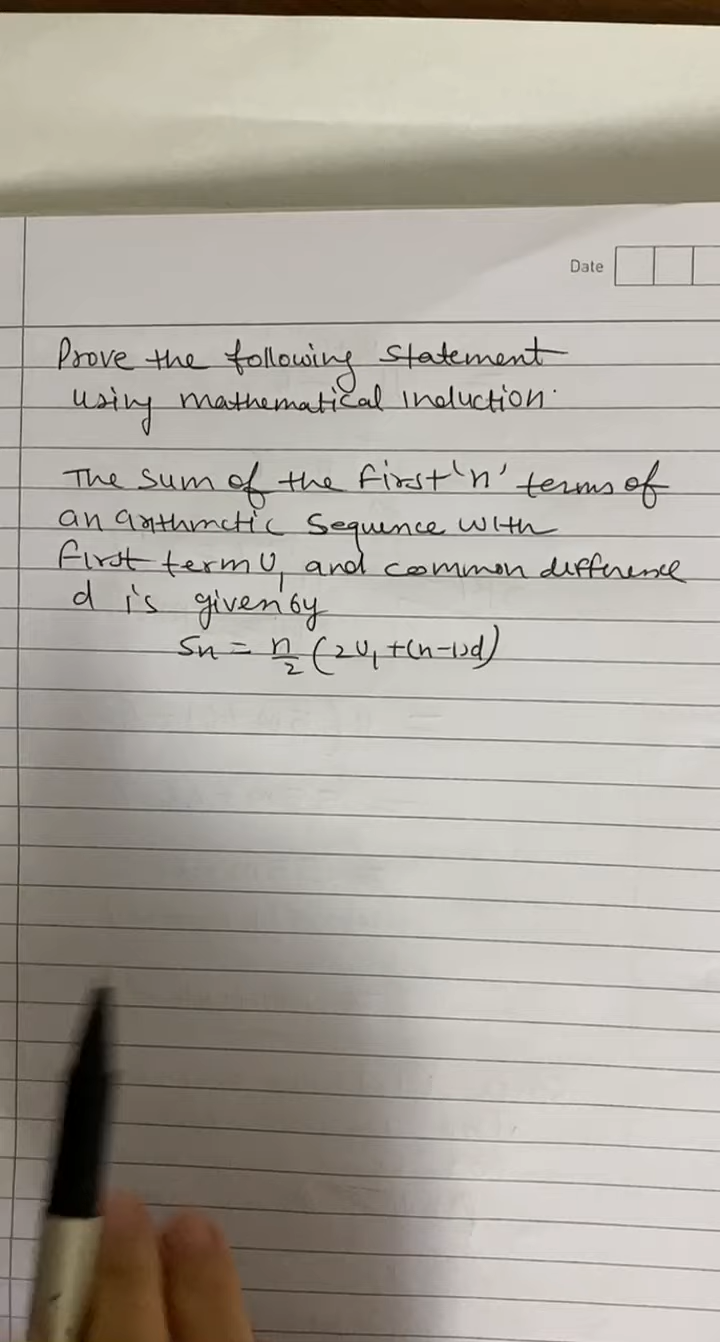 Date
Prove the following statement
using mathematical induction.
The sum of the first 'n' terms of
an arithmetic sequence with
first term U₁ and common difference
d is given by
Sn = n/2 (2U₁ + (n-1)d)